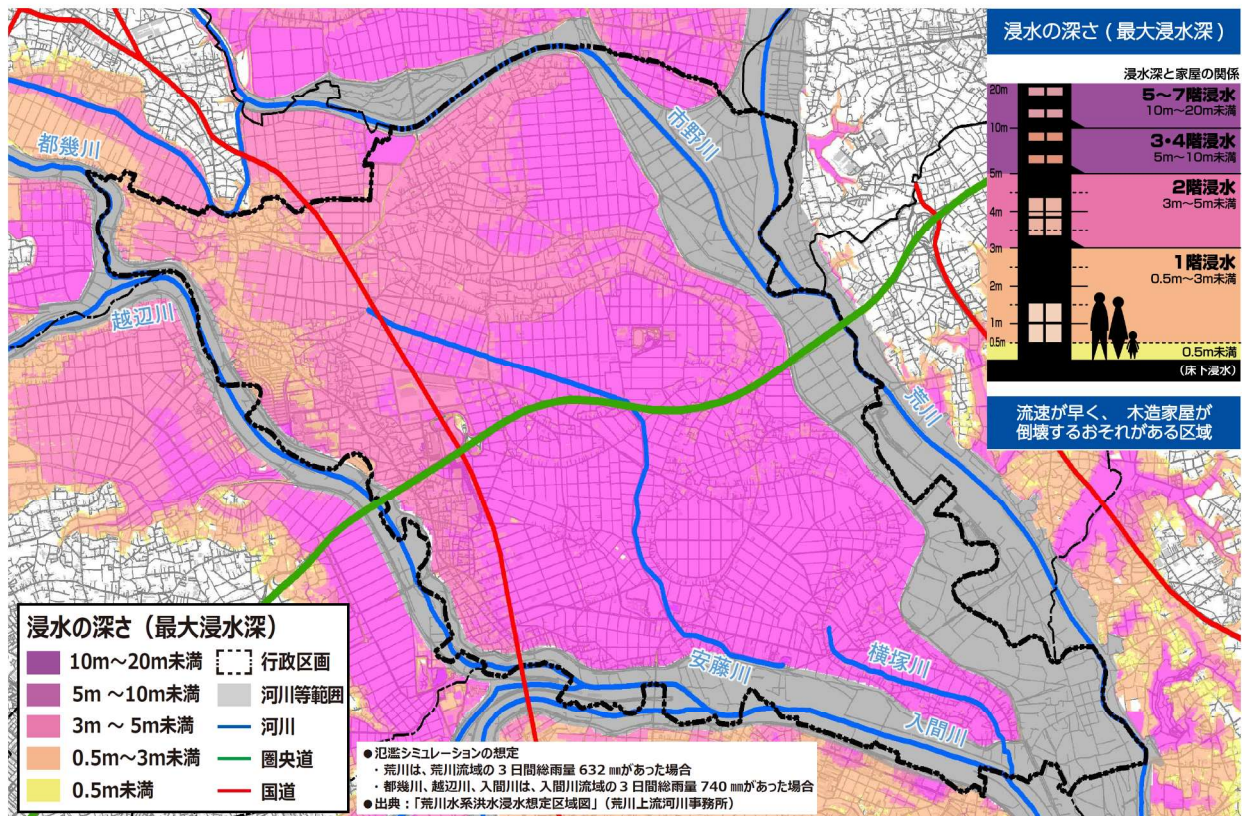 浸水の深さ(最大浸水深)
浸水深と家屋の関係
20m
5〜7階浸水
10m〜20m未満
10m
3・4階浸水
5m〜10m未満
5m
2階浸水
3m〜5m未満
4m
3m
1階浸水
0.5m〜3m未満
2m
1m
0.5m
0.5m未満
(床下浸水)
流速が早く、 木造家屋が
倒壊するおそれがある区域
都幾川
市野川
越辺川
荒川
安藤川
横塚川
入間川
浸水の深さ(最大浸水深)
10m〜20m未満
行政区画
5m 〜10m未満
河川等範囲
3m 〜 5m未満
河川
0.5m〜3m未満
圏央道
0.5m未満
国道
●氾濫シミュレーションの想定
・荒川は、荒川流域の3日間総雨量 632 ㎜があった場合
・都幾川、越辺川、入間川は、入間川流域の3日間総雨量 740 ㎜があった場合
●出典:「荒川水系洪水浸水想定区域図」(荒川上流河川事務所)